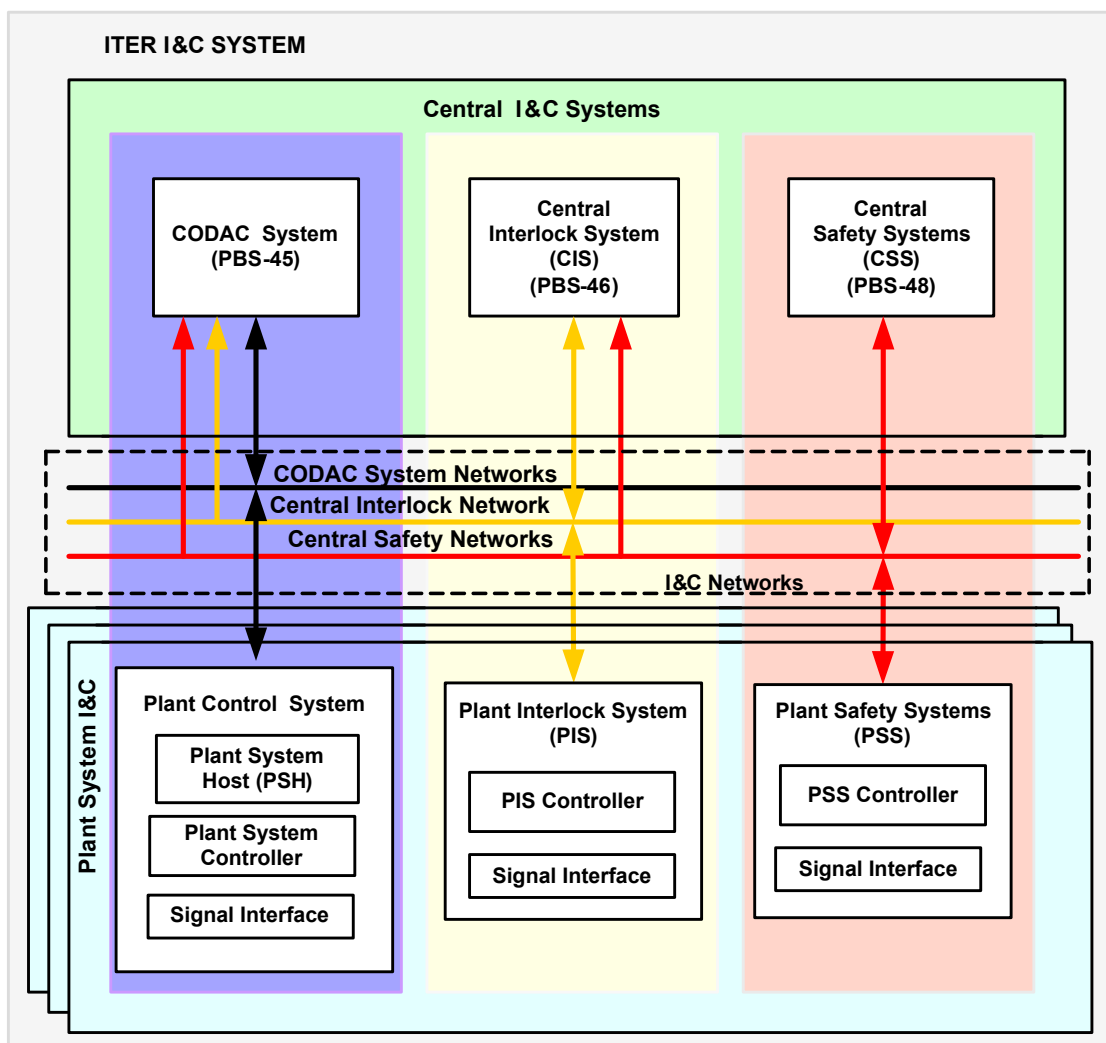 ITER I&C SYSTEM
Central I&C Systems
CODAC System
(PBS-45)
Central
Interlock System
(CIS)
(PBS-46)
Central
Safety Systems
(CSS)
(PBS-48)
CODAC System Networks
Central Interlock Network
Central Safety Networks
I&C Networks
Plant System I&C
Plant Control System
Plant System
Host (PSH)
Plant System
Controller
Signal Interface
Plant Interlock System
(PIS)
PIS Controller
Signal Interface
Plant Safety Systems
(PSS)
PSS Controller
Signal Interface